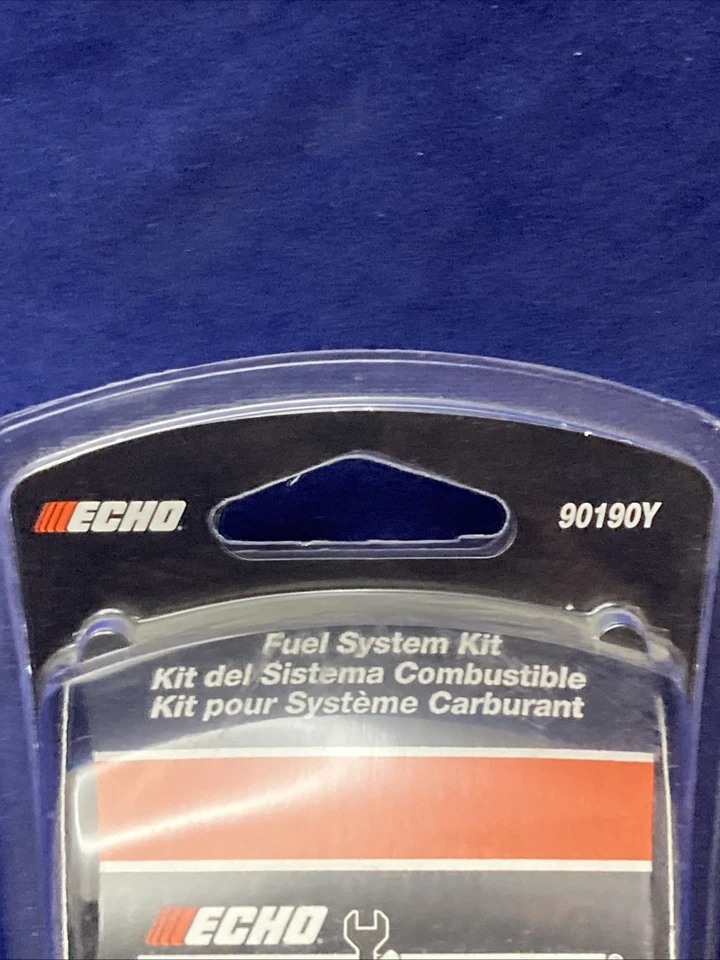 ECHO 90190Y
Fuel System Kit
Kit del Sistema Combustible
Kit pour Système Carburant
ECHO